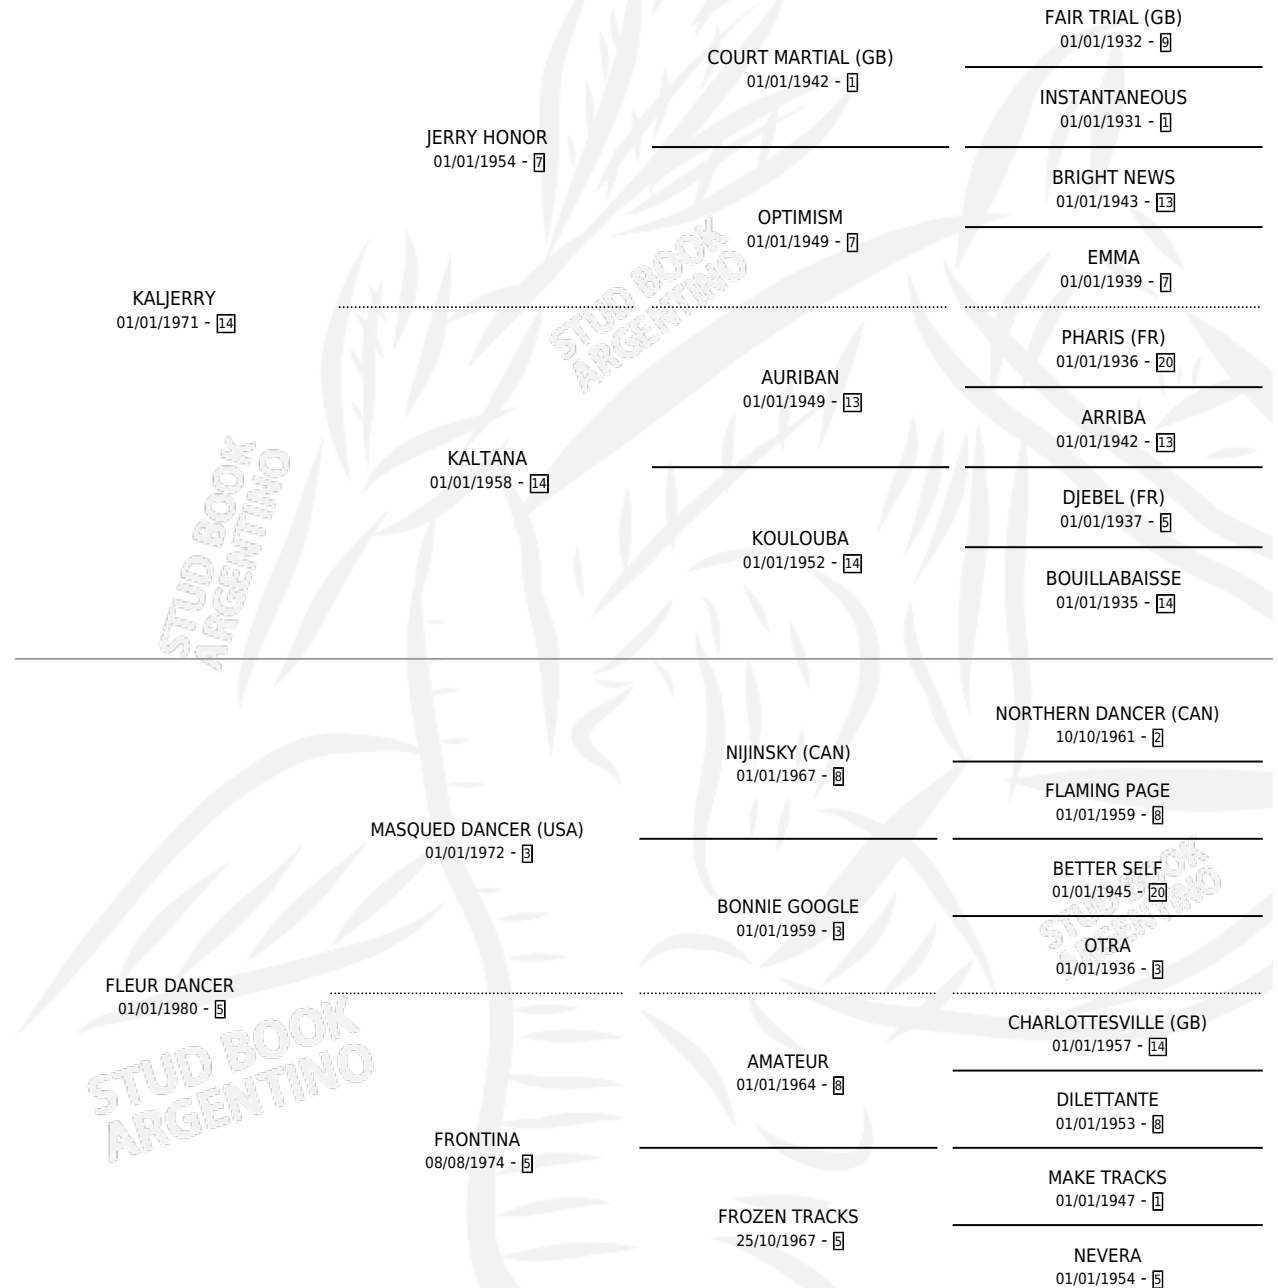 FAIR TRIAL (GB)
01/01/1932 - 9
COURT MARTIAL (GB)
01/01/1942 - 1
INSTANTANEOUS
01/01/1931 - 1
JERRY HONOR
01/01/1954 - 7
BRIGHT NEWS
01/01/1943 - 13
OPTIMISM
01/01/1949 - 7
EMMA
01/01/1939 - 7
KALJERRY
01/01/1971 - 14
PHARIS (FR)
01/01/1936 - 20
AURIBAN
01/01/1949 - 13
ARRIBA
01/01/1942 - 13
KALTANA
01/01/1958 - 14
DJEBEL (FR)
01/01/1937 - 5
KOULOUBA
01/01/1952 - 14
BOUILLABAISSE
01/01/1935 - 14
NORTHERN DANCER (CAN)
10/10/1961 - 2
NIJINSKY (CAN)
01/01/1967 - 8
FLAMING PAGE
01/01/1959 - 8
MASQUED DANCER (USA)
01/01/1972 - 3
BETTER SELF
01/01/1945 - 20
BONNIE GOOGLE
01/01/1959 - 3
OTRA
01/01/1936 - 3
FLEUR DANCER
01/01/1980 - 5
CHARLOTTESVILLE (GB)
01/01/1957 - 14
AMATEUR
01/01/1964 - 8
DILETTANTE
01/01/1953 - 8
FRONTINA
08/08/1974 - 5
MAKE TRACKS
01/01/1947 - 1
FROZEN TRACKS
25/10/1967 - 5
NEVERA
01/01/1954 - 5
STUD BOOK
ARGENTINO
STUD BOOK
ARGENTINO
STUD BOOK
ARGENTINO
STUD BOOK
ARGENTINO